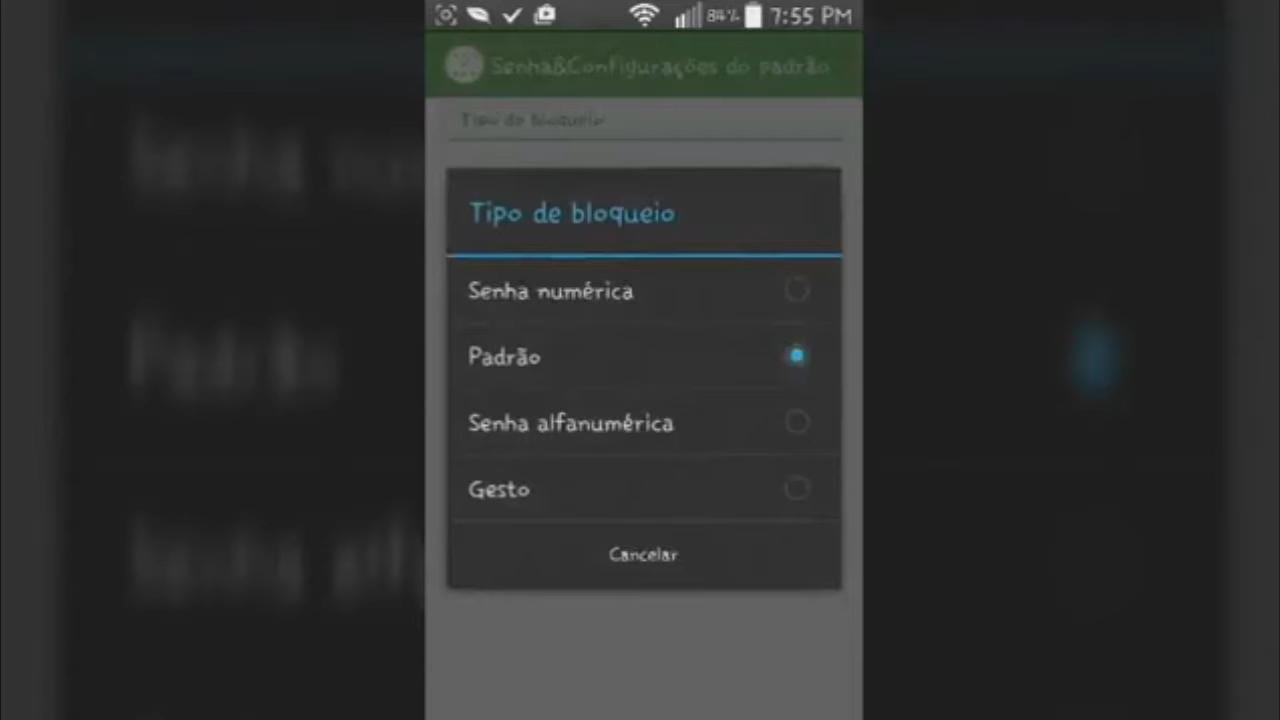 84% 7:55 PM
Senha&Configurações do padrão
Tipo de bloqueio
Tipo de bloqueio
Senha numérica
Padrão
Senha alfanumérica
Gesto
Cancelar